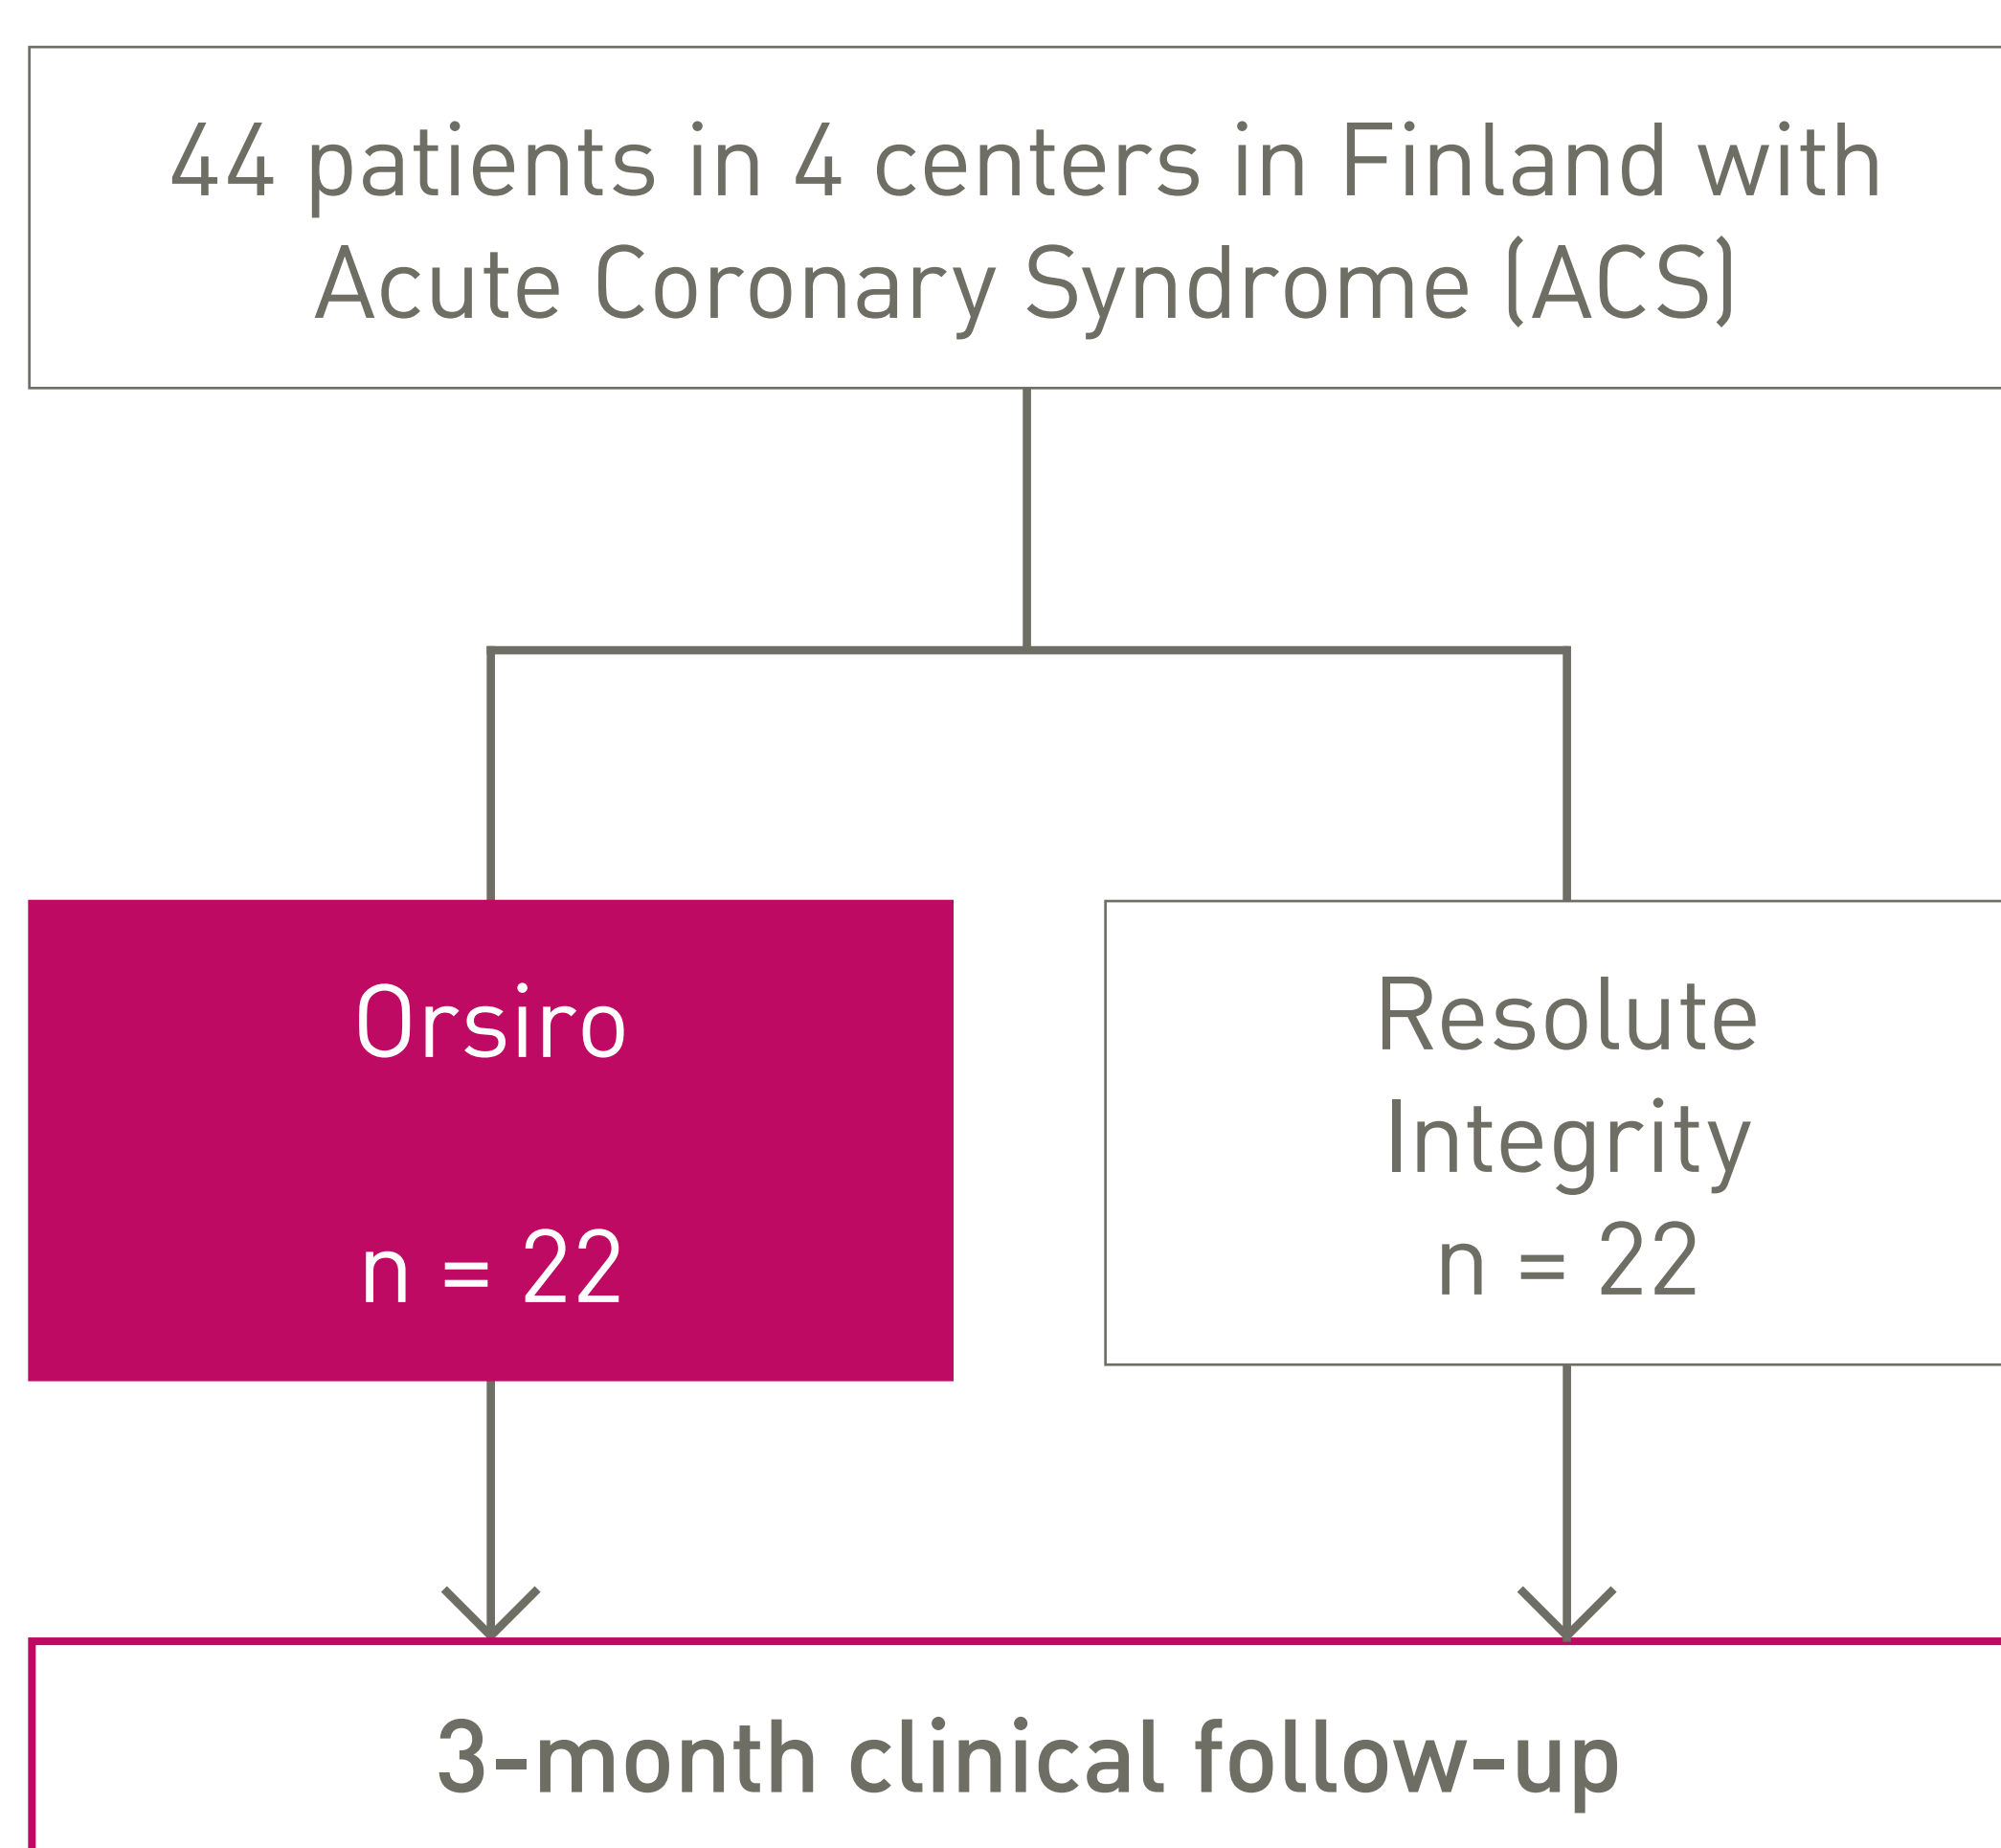 44 patients in 4 centers in Finland with
Acute Coronary Syndrome (ACS)
Orsiro
n = 22
Resolute
Integrity
n = 22
3-month clinical follow-up